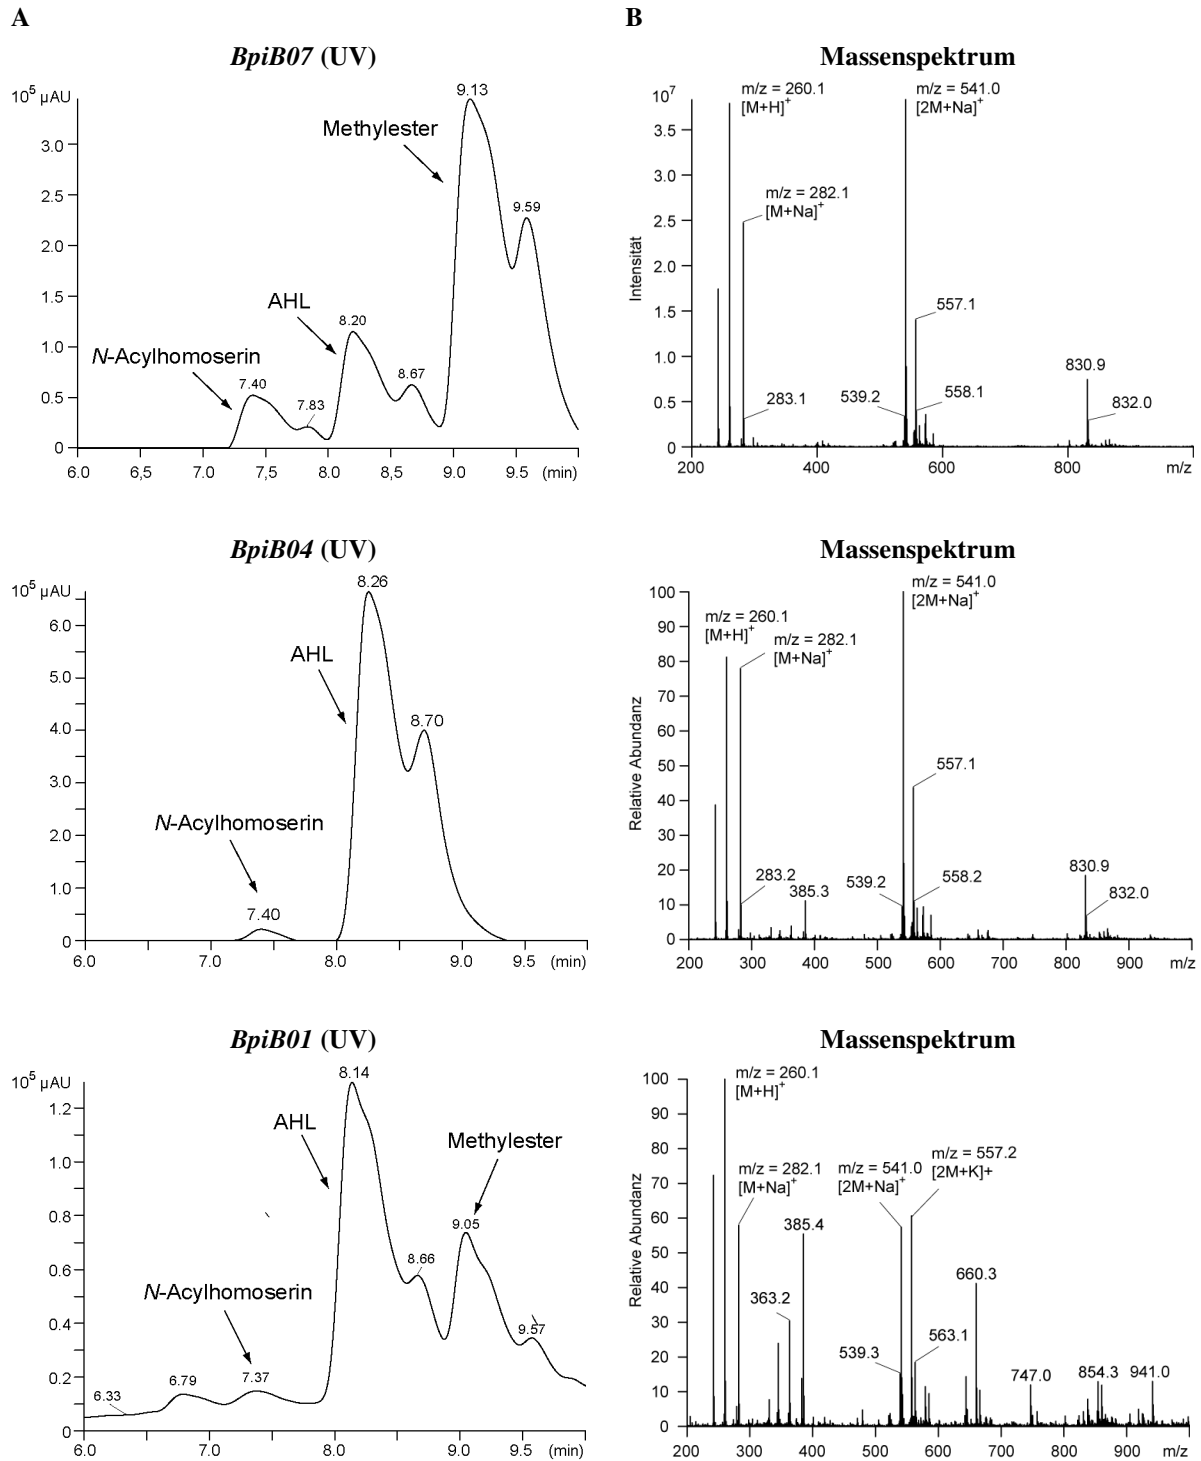 A
B
BpiB07 (UV)
Massenspektrum
10⁵ µAU
3.0
2.5
2.0
1.5
1.0
0.5
0
6.0 6,5 7.0 7,5 8.0 8.5 9.0 9.5 (min)
9.13
Methylester
9.59
AHL
8.20
N-Acylhomoserin
8.67
7.40
7.83
10⁷
Intensität
3.5
3.0
2.5
2.0
1.5
1.0
0.5
0
200 400 600 800 m/z
m/z = 260.1
[M+H]⁺
m/z = 541.0
[2M+Na]⁺
m/z = 282.1
[M+Na]⁺
557.1
830.9
283.1
539.2
558.1
832.0
BpiB04 (UV)
Massenspektrum
10⁵ µAU
6.0
5.0
4.0
3.0
2.0
1.0
0
6.0 7.0 8.0 9.0 9.5 (min)
8.26
AHL
8.70
N-Acylhomoserin
7.40
Relative Abundanz
100
90
80
70
60
50
40
30
20
10
0
200 300 400 500 600 700 800 900 m/z
m/z = 541.0
[2M+Na]⁺
m/z = 260.1
[M+H]⁺
m/z = 282.1
[M+Na]⁺
557.1
283.2
385.3
539.2
558.2
830.9
832.0
BpiB01 (UV)
Massenspektrum
10⁵ µAU
1.2
1.0
0.8
0.6
0.4
0.2
0
6.0 7.0 8.0 9.0 9.5 (min)
8.14
AHL
Methylester
9.05
8.66
N-Acylhomoserin
9.57
6.33
6.79
7.37
Relative Abundanz
100
90
80
70
60
50
40
30
20
10
0
200 300 400 500 600 700 800 900 m/z
m/z = 260.1
[M+H]⁺
m/z = 557.2
[2M+K]+
m/z = 282.1
[M+Na]⁺
m/z = 541.0
[2M+Na]⁺
385.4
363.2
660.3
539.3
563.1
747.0
854.3
941.0